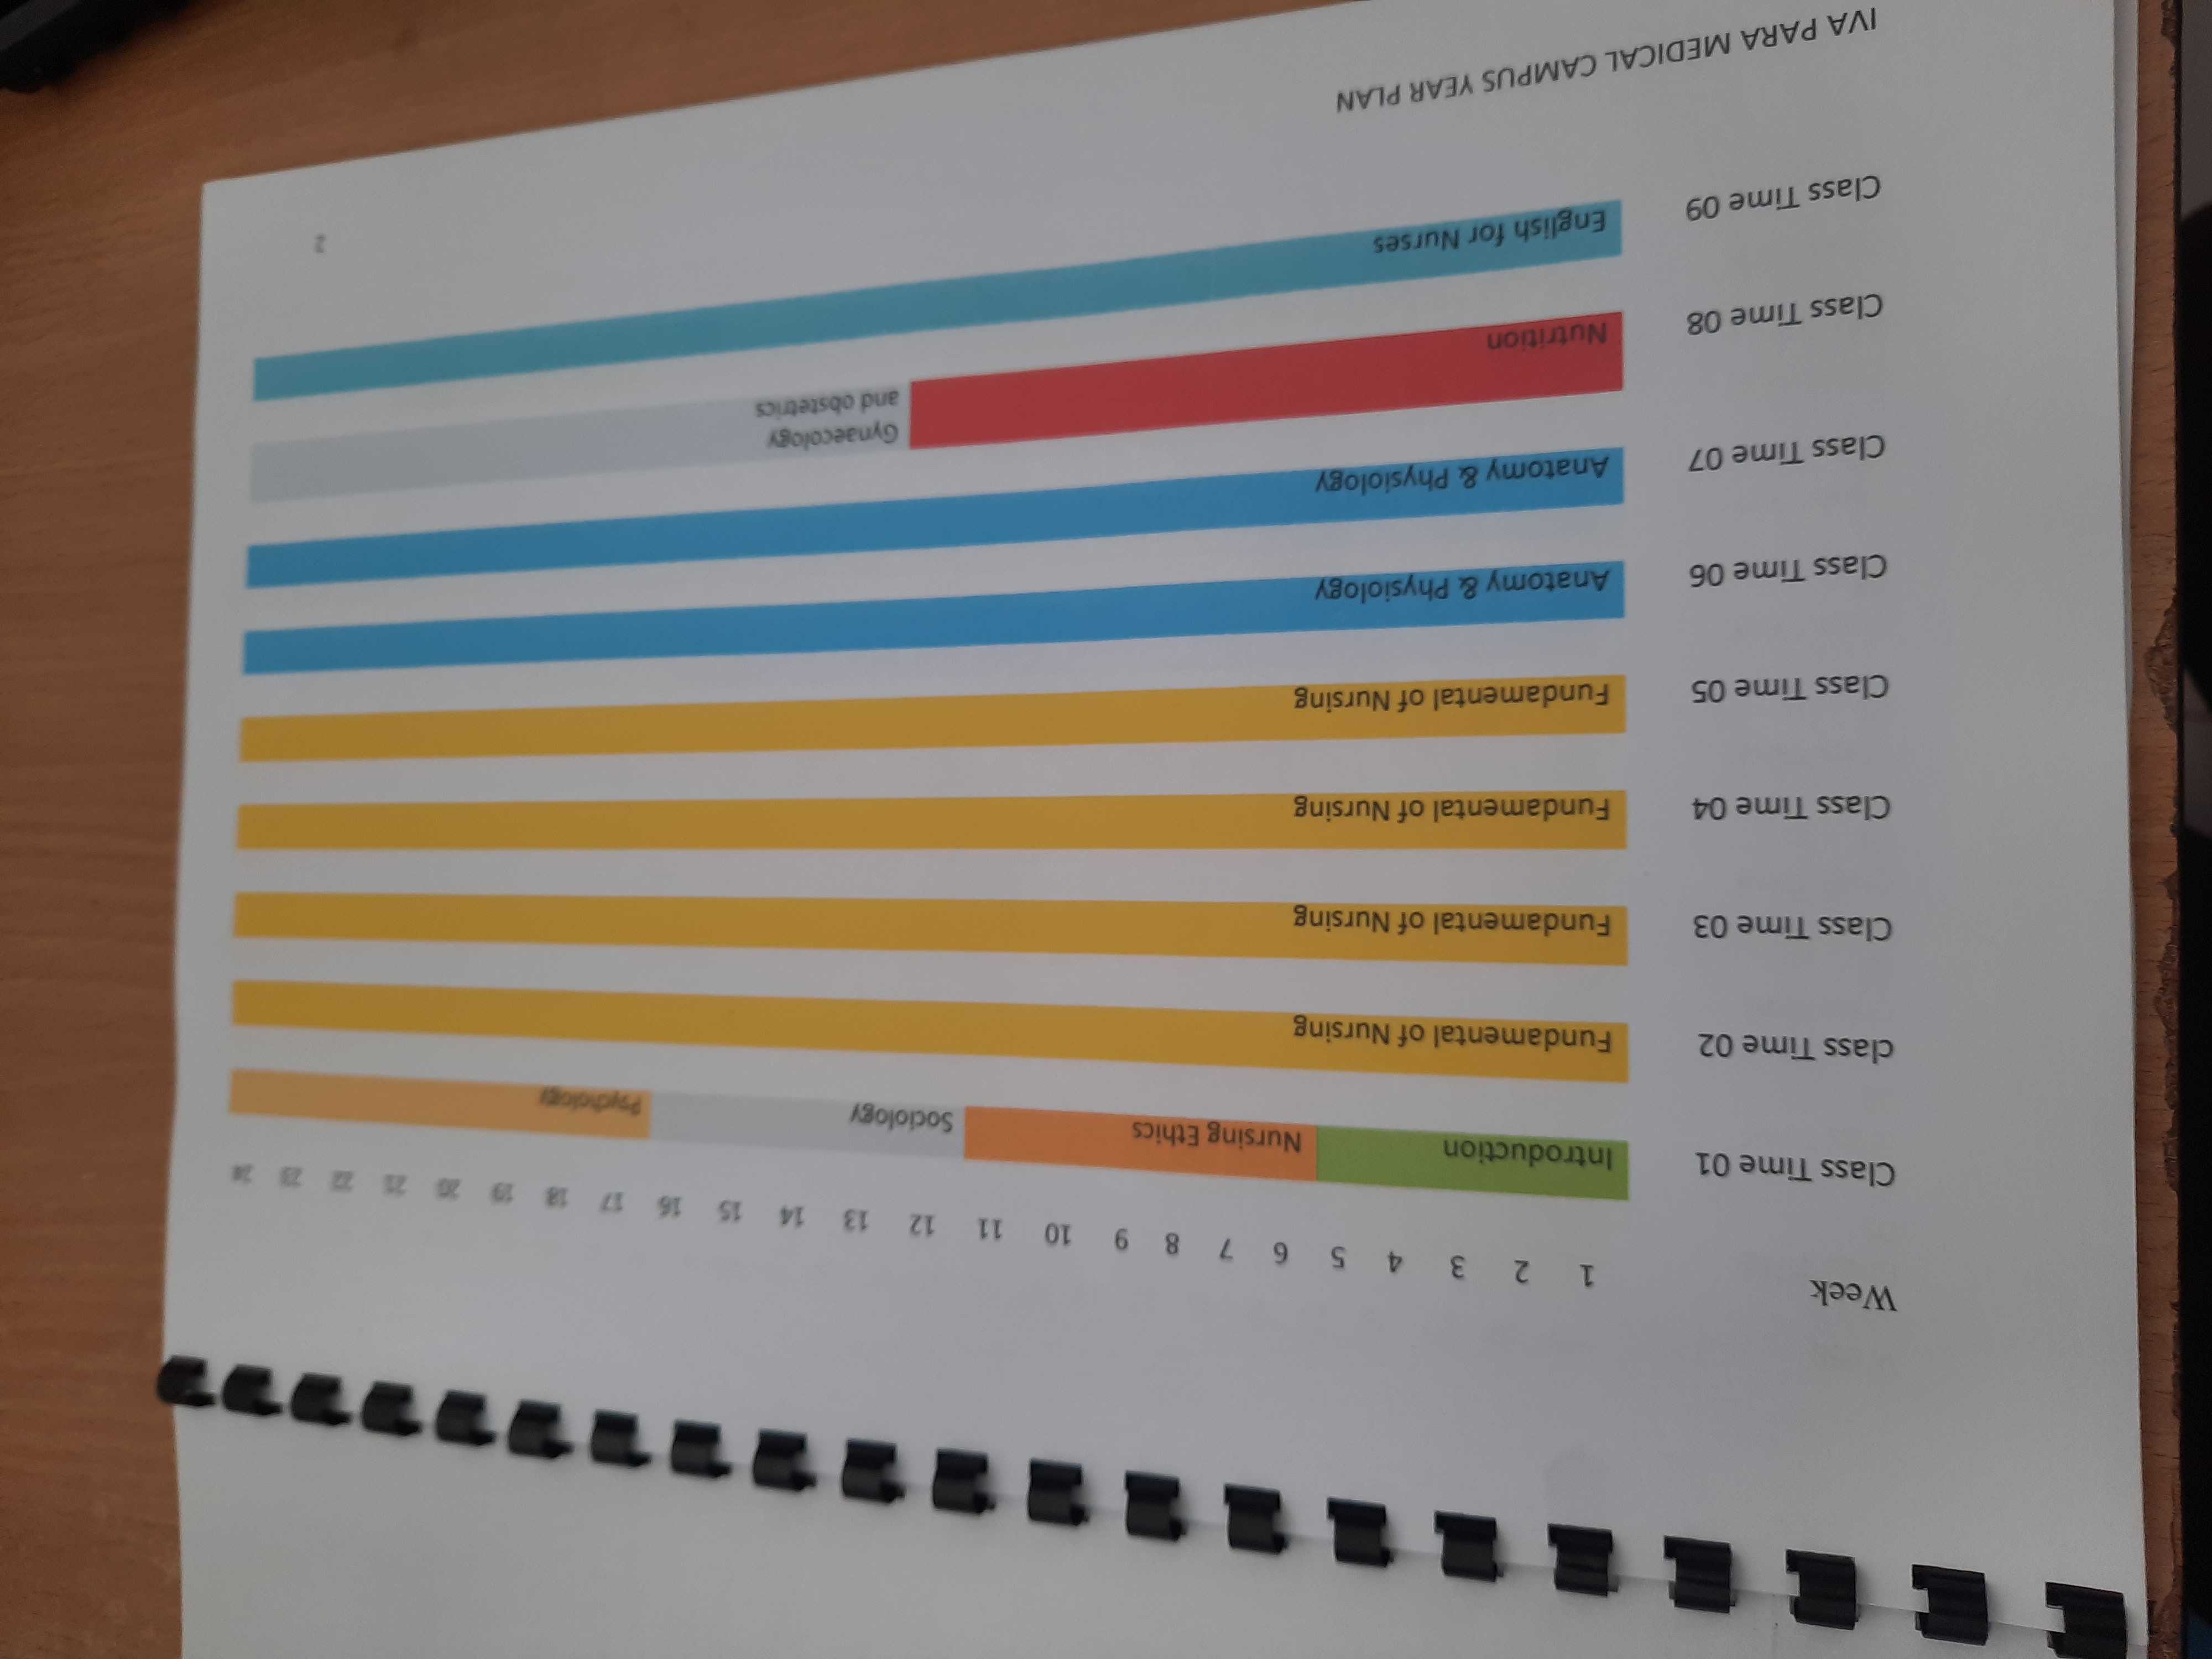 Week 1 2 3 4 5 6 7 8 9 10 11 12 13 14 15 16 17 18 19 20 21 22 23 24
Class Time 01 Introduction Nursing Ethics Sociology Psychology
class Time 02 Fundamental of Nursing
Class Time 03 Fundamental of Nursing
Class Time 04 Fundamental of Nursing
Class Time 05 Fundamental of Nursing
Class Time 06 Anatomy & Physiology
Class Time 07 Anatomy & Physiology
Class Time 08 Nutrition Gynaecology
and obstetrics
Class Time 09 English for Nurses
IVA PARA MEDICAL CAMPUS YEAR PLAN
2